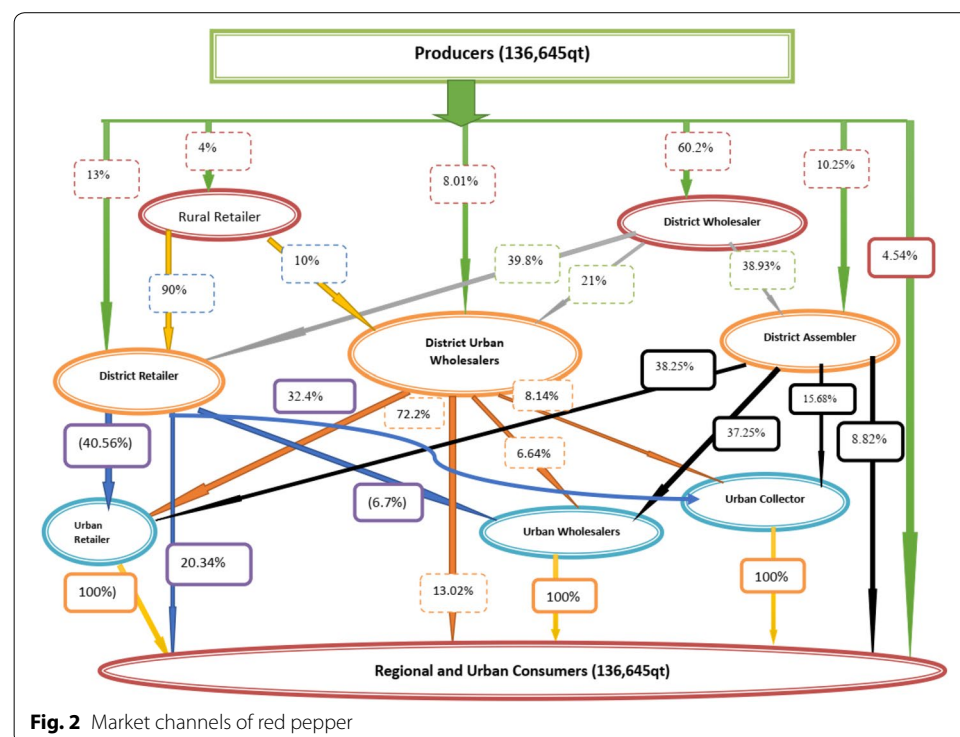 Producers (136,645qt)
4%
60.2%
13%
8.01%
10.25%
Rural Retailer
District Wholesaler
4.54%
10%
39.8%
21%
38.93%
90%
District Urban
Wholesalers
District Assembler
District Retailer
38.25%
32.4%
72.2%
8.14%
15.68%
(40.56%)
37.25%
8.82%
6.64%
(6.7%)
Urban Collector
Urban
Retailer
Urban Wholesalers
20.34%
100%)
13.02%
100%
100%
Regional and Urban Consumers (136,645qt)
Fig. 2 Market channels of red pepper